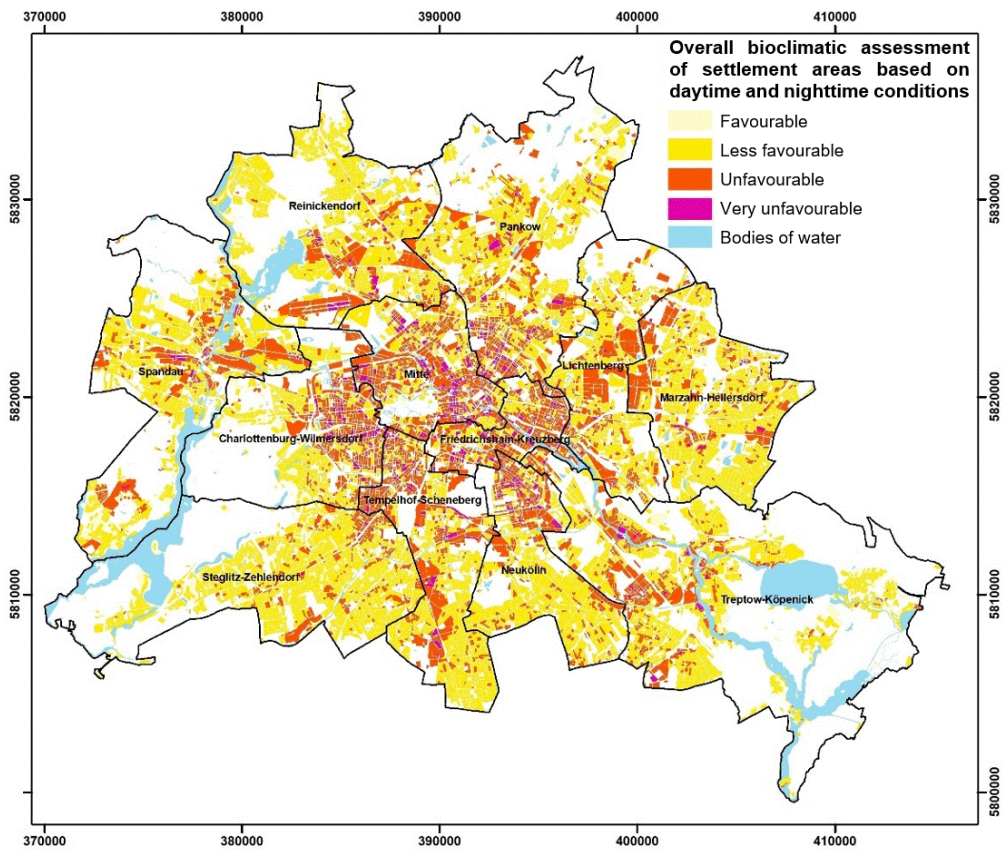 370000 380000 390000 400000 410000
Overall bioclimatic assessment
of settlement areas based on
daytime and nighttime conditions
Favourable
Less favourable
Unfavourable
Very unfavourable
Bodies of water
5830000 5830000
Reinickendorf
Pankow
Spandau
Mitte
Lichtenberg
5820000 5820000
Marzahn-Hellersdorf
Charlottenburg-Wilmersdorf
Friedrichshain-Kreuzberg
Tempelhof-Scheneberg
Steglitz-Zehlendorf
Neukölln
5810000 5810000
Treptow-Köpenick
5800000
370000 380000 390000 400000 410000